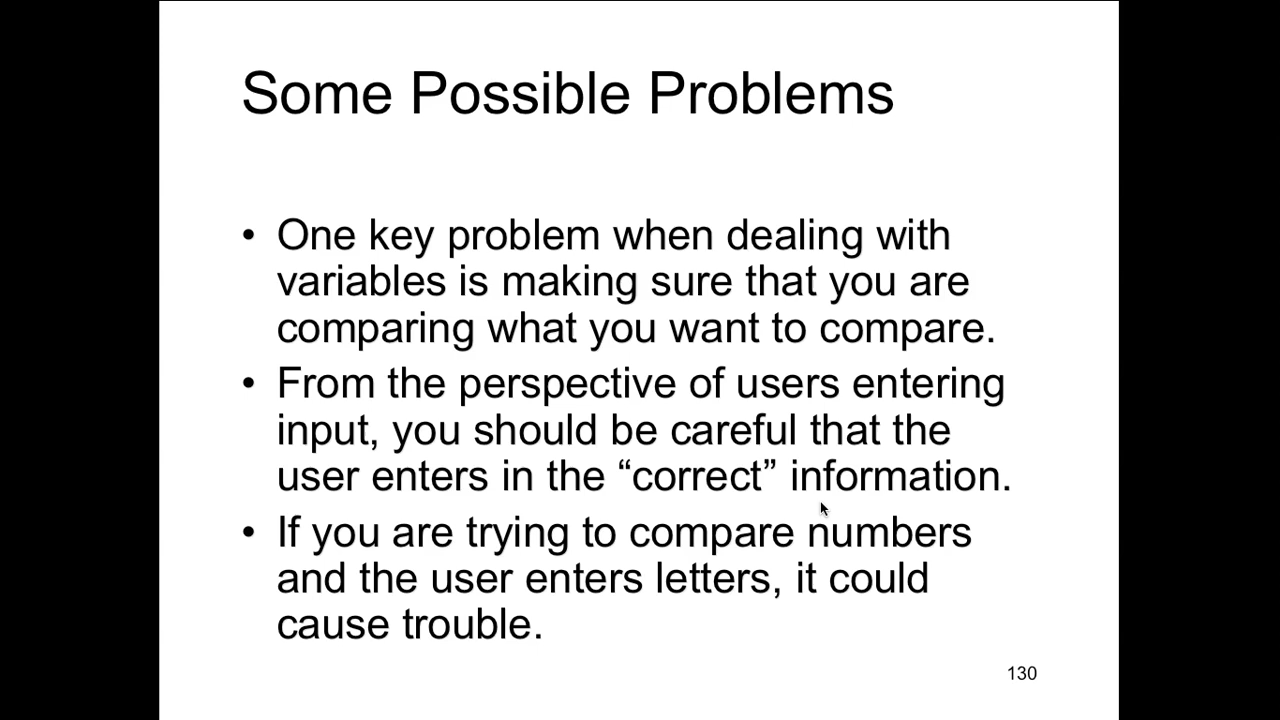 Some Possible Problems
• One key problem when dealing with
variables is making sure that you are
comparing what you want to compare.
• From the perspective of users entering
input, you should be careful that the
user enters in the “correct” information.
• If you are trying to compare numbers
and the user enters letters, it could
cause trouble.
130